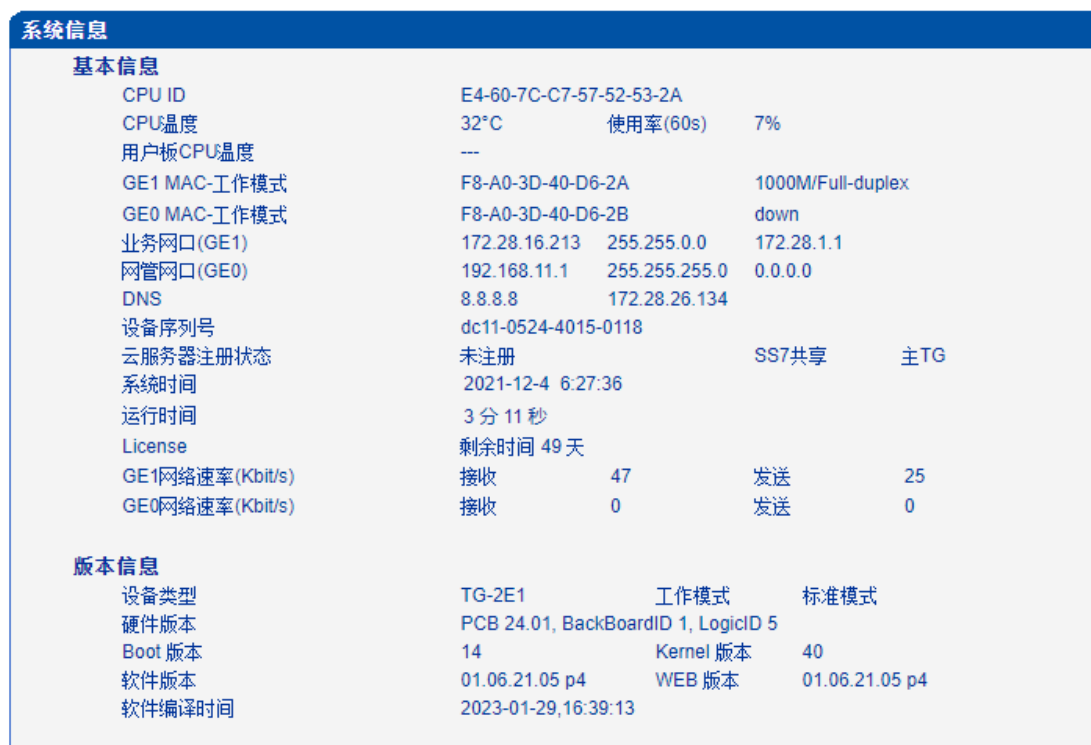 系统信息
基本信息
CPU ID E4-60-7C-C7-57-52-53-2A
CPU温度 32°C 使用率(60s) 7%
用户板CPU温度 ---
GE1 MAC-工作模式 F8-A0-3D-40-D6-2A 1000M/Full-duplex
GE0 MAC-工作模式 F8-A0-3D-40-D6-2B down
业务网口(GE1) 172.28.16.213 255.255.0.0 172.28.1.1
网管网口(GE0) 192.168.11.1 255.255.255.0 0.0.0.0
DNS 8.8.8.8 172.28.26.134
设备序列号 dc11-0524-4015-0118
云服务器注册状态 未注册 SS7共享 主TG
系统时间 2021-12-4 6:27:36
运行时间 3 分 11 秒
License 剩余时间 49 天
GE1网络速率(Kbit/s) 接收 47 发送 25
GE0网络速率(Kbit/s) 接收 0 发送 0
版本信息
设备类型 TG-2E1 工作模式 标准模式
硬件版本 PCB 24.01, BackBoardID 1, LogicID 5
Boot 版本 14 Kernel 版本 40
软件版本 01.06.21.05 p4 WEB 版本 01.06.21.05 p4
软件编译时间 2023-01-29,16:39:13